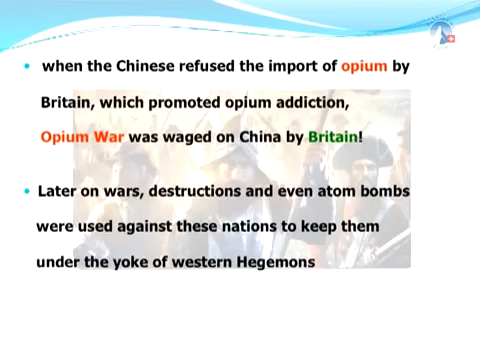 when the Chinese refused the import of opium by
Britain, which promoted opium addiction,
Opium War was waged on China by Britain!
Later on wars, destructions and even atom bombs
were used against these nations to keep them
under the yoke of western Hegemons